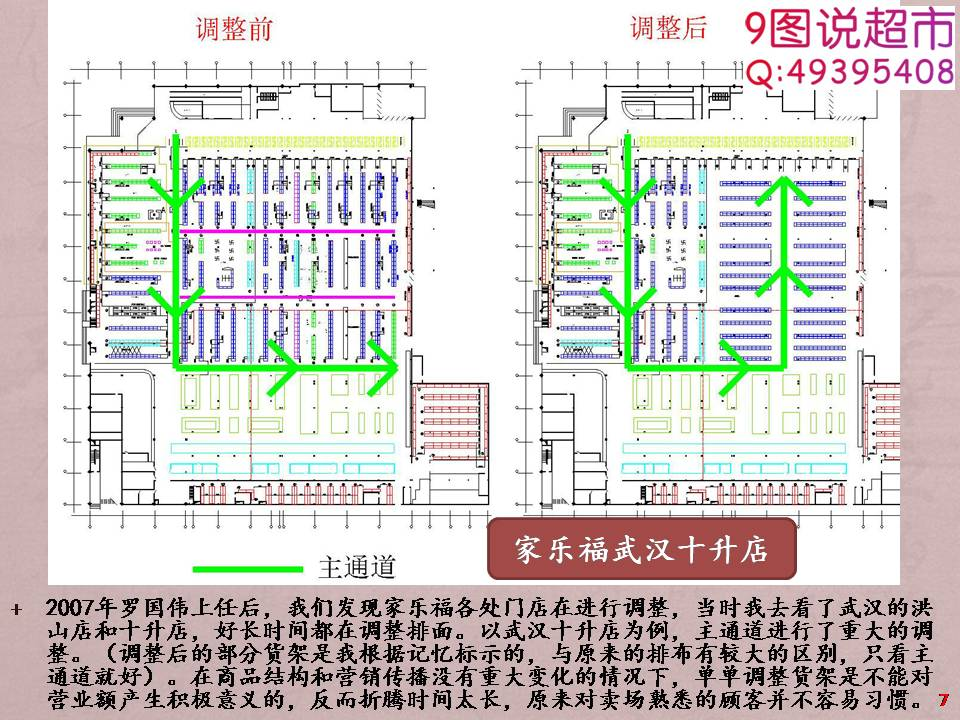 调整前
调整后
9图说超市
Q:49395408
家乐福武汉十升店
主通道
+ 2007年罗国伟上任后，我们发现家乐福各处门店在进行调整，当时我去看了武汉的洪
山店和十升店，好长时间都在调整排面。以武汉十升店为例，主通道进行了重大的调
整。（调整后的部分货架是我根据记忆标示的，与原来的排布有较大的区别，只看主
通道就好）。在商品结构和营销传播没有重大变化的情况下，单单调整货架是不能对
营业额产生积极意义的，反而折腾时间太长，原来对卖场熟悉的顾客并不容易习惯。
7